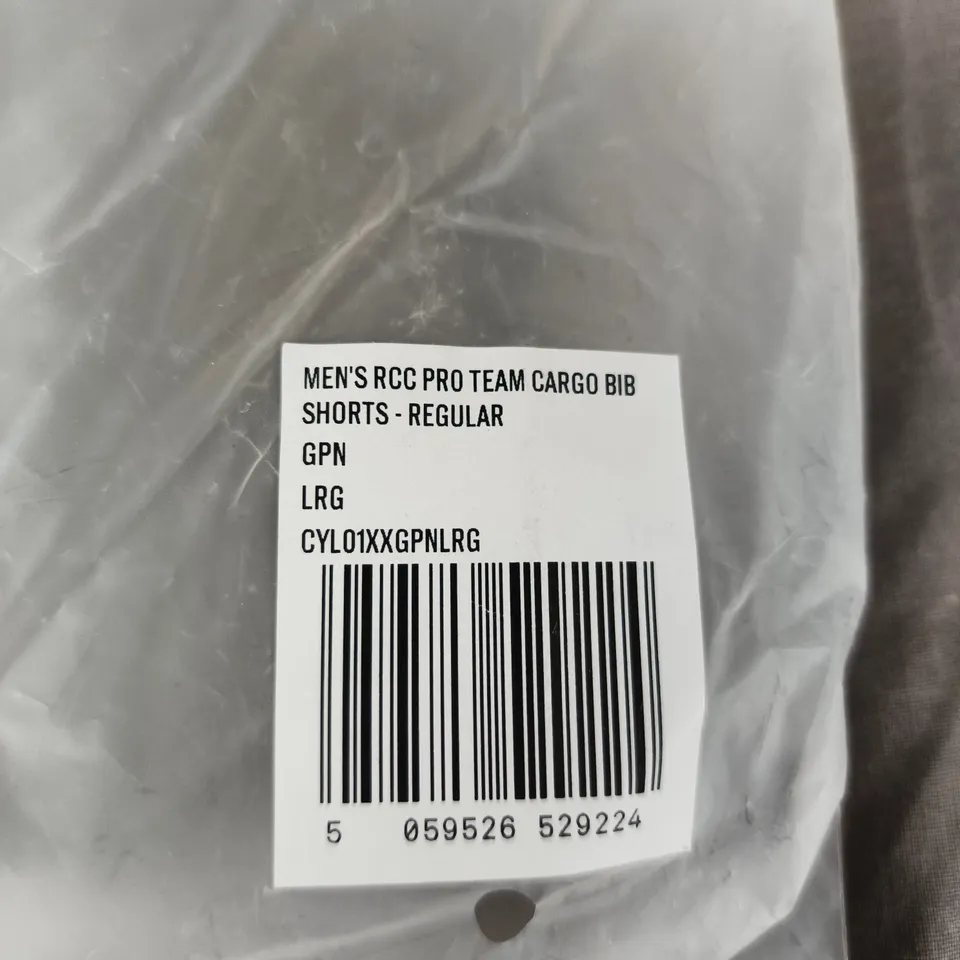 MEN'S RCC PRO TEAM CARGO BIB
SHORTS - REGULAR
GPN
LRG
CYL01XXGPNLRG
5 059526 529224